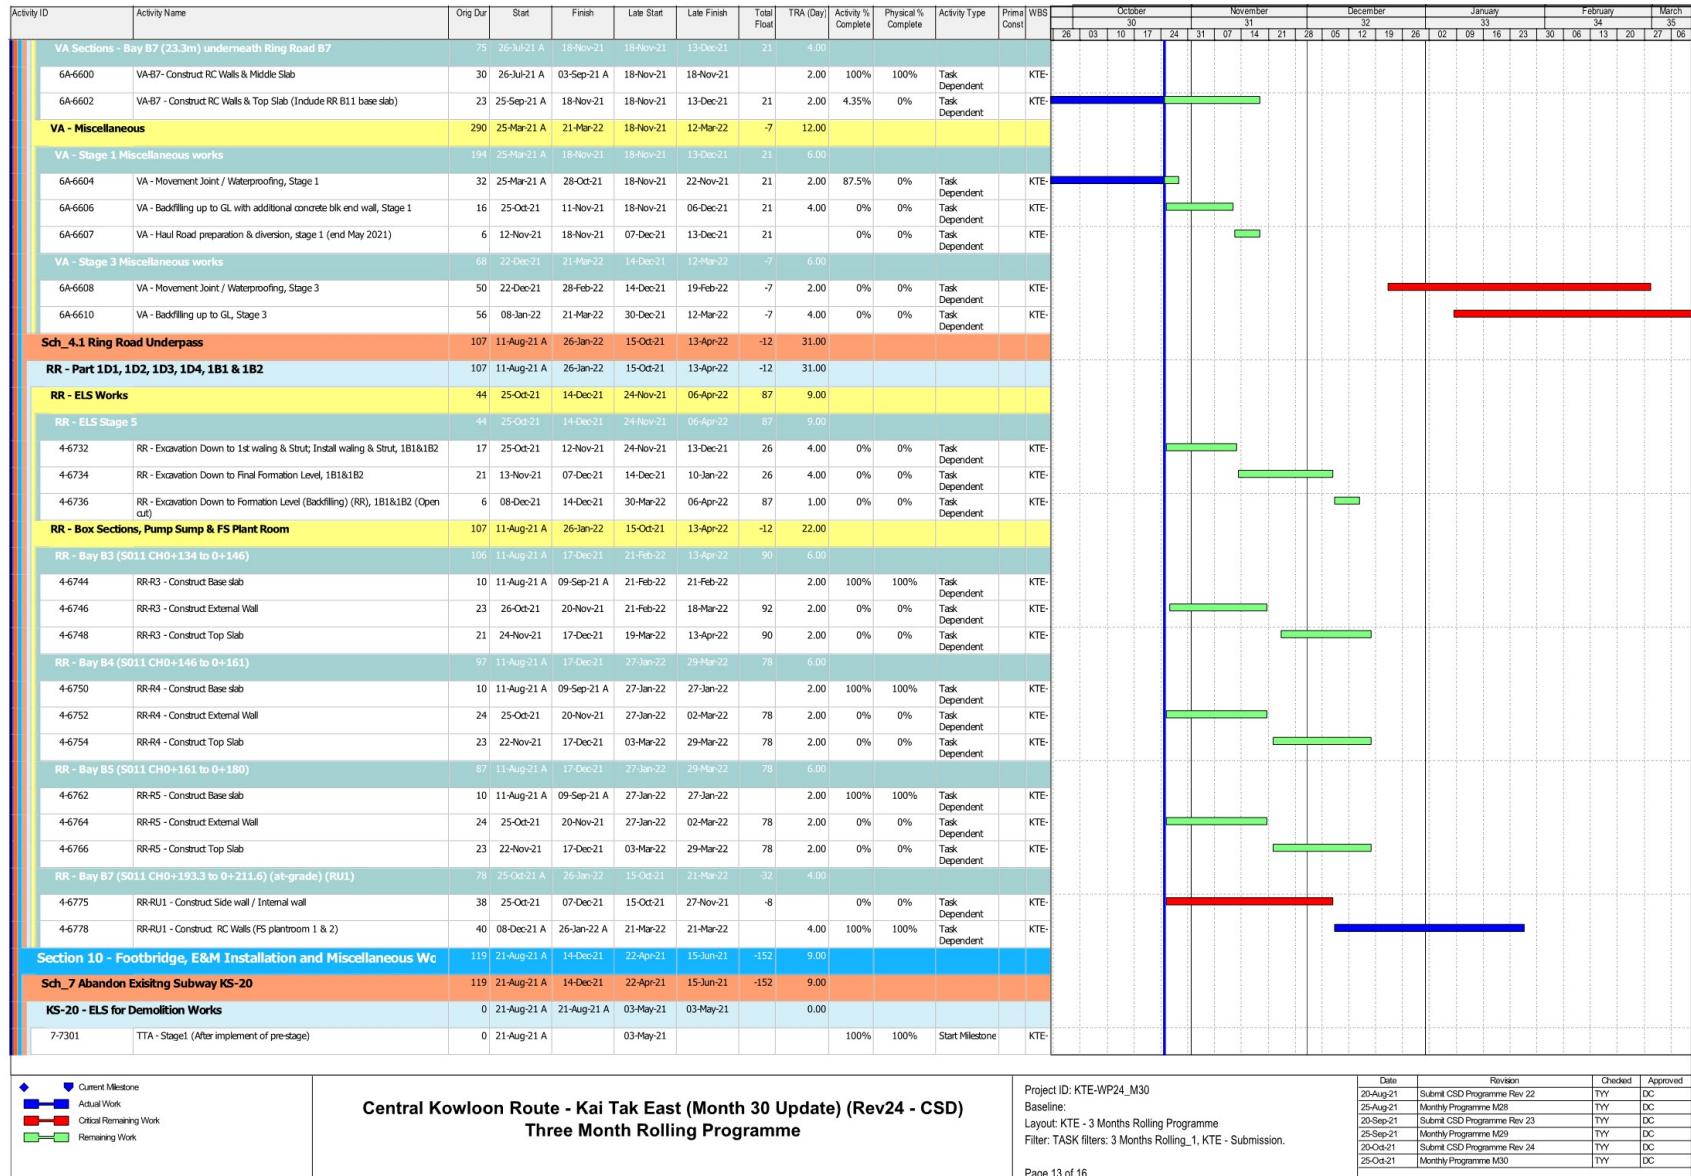 Activity ID Activity Name Orig Dur Start Finish Late Start Late Finish Total Float TRA (Day) Activity % Complete Physical % Complete Activity Type Prima Const WBS
October November December January February March
30 31 32 33 34 35
26 03 10 17 24 31 07 14 21 28 05 12 19 26 02 09 16 23 30 06 13 20 27 06
VA Sections - Bay B7 (23.3m) underneath Ring Road B7 75 26-Jul-21 A 18-Nov-21 18-Nov-21 13-Dec-21 21 4.00
6A-6600 VA-B7- Construct RC Walls & Middle Slab 30 26-Jul-21 A 03-Sep-21 A 18-Nov-21 18-Nov-21 2.00 100% 100% Task Dependent KTE-
6A-6602 VA-B7 - Construct RC Walls & Top Slab (Include RR B11 base slab) 23 25-Sep-21 A 18-Nov-21 18-Nov-21 13-Dec-21 21 2.00 4.35% 0% Task Dependent KTE-
VA - Miscellaneous 290 25-Mar-21 A 21-Mar-22 18-Nov-21 12-Mar-22 -7 12.00
VA - Stage 1 Miscellaneous works 194 25-Mar-21 A 18-Nov-21 18-Nov-21 13-Dec-21 21 6.00
6A-6604 VA - Movement Joint / Waterproofing, Stage 1 32 25-Mar-21 A 28-Oct-21 18-Nov-21 22-Nov-21 21 2.00 87.5% 0% Task Dependent KTE-
6A-6606 VA - Backfilling up to GL with additional concrete blk end wall, Stage 1 16 25-Oct-21 11-Nov-21 18-Nov-21 06-Dec-21 21 4.00 0% 0% Task Dependent KTE-
6A-6607 VA - Haul Road preparation & diversion, stage 1 (end May 2021) 6 12-Nov-21 18-Nov-21 07-Dec-21 13-Dec-21 21 0% 0% Task Dependent KTE-
VA - Stage 3 Miscellaneous works 68 22-Dec-21 21-Mar-22 14-Dec-21 12-Mar-22 -7 6.00
6A-6608 VA - Movement Joint / Waterproofing, Stage 3 50 22-Dec-21 28-Feb-22 14-Dec-21 19-Feb-22 -7 2.00 0% 0% Task Dependent KTE-
6A-6610 VA - Backfilling up to GL, Stage 3 56 08-Jan-22 21-Mar-22 30-Dec-21 12-Mar-22 -7 4.00 0% 0% Task Dependent KTE-
Sch_4.1 Ring Road Underpass 107 11-Aug-21 A 26-Jan-22 15-Oct-21 13-Apr-22 -12 31.00
RR - Part 1D1, 1D2, 1D3, 1D4, 1B1 & 1B2 107 11-Aug-21 A 26-Jan-22 15-Oct-21 13-Apr-22 -12 31.00
RR - ELS Works 44 25-Oct-21 14-Dec-21 24-Nov-21 06-Apr-22 87 9.00
RR - ELS Stage 5 44 25-Oct-21 14-Dec-21 24-Nov-21 06-Apr-22 87 9.00
4-6732 RR - Excavation Down to 1st waling & Strut; Install waling & Strut, 1B1&1B2 17 25-Oct-21 12-Nov-21 24-Nov-21 13-Dec-21 26 4.00 0% 0% Task Dependent KTE-
4-6734 RR - Excavation Down to Final Formation Level, 1B1&1B2 21 13-Nov-21 07-Dec-21 14-Dec-21 10-Jan-22 26 4.00 0% 0% Task Dependent KTE-
4-6736 RR - Excavation Down to Formation Level (Backfilling) (RR), 1B1&1B2 (Open cut) 6 08-Dec-21 14-Dec-21 30-Mar-22 06-Apr-22 87 1.00 0% 0% Task Dependent KTE-
RR - Box Sections, Pump Sump & FS Plant Room 107 11-Aug-21 A 26-Jan-22 15-Oct-21 13-Apr-22 -12 22.00
RR - Bay B3 (S011 CH0+134 to 0+146) 106 11-Aug-21 A 17-Dec-21 21-Feb-22 13-Apr-22 90 6.00
4-6744 RR-R3 - Construct Base slab 10 11-Aug-21 A 09-Sep-21 A 21-Feb-22 21-Feb-22 2.00 100% 100% Task Dependent KTE-
4-6746 RR-R3 - Construct External Wall 23 26-Oct-21 20-Nov-21 21-Feb-22 18-Mar-22 92 2.00 0% 0% Task Dependent KTE-
4-6748 RR-R3 - Construct Top Slab 21 24-Nov-21 17-Dec-21 19-Mar-22 13-Apr-22 90 2.00 0% 0% Task Dependent KTE-
RR - Bay B4 (S011 CH0+146 to 0+161) 97 11-Aug-21 A 17-Dec-21 27-Jan-22 29-Mar-22 78 6.00
4-6750 RR-R4 - Construct Base slab 10 11-Aug-21 A 09-Sep-21 A 27-Jan-22 27-Jan-22 2.00 100% 100% Task Dependent KTE-
4-6752 RR-R4 - Construct External Wall 24 25-Oct-21 20-Nov-21 27-Jan-22 02-Mar-22 78 2.00 0% 0% Task Dependent KTE-
4-6754 RR-R4 - Construct Top Slab 23 22-Nov-21 17-Dec-21 03-Mar-22 29-Mar-22 78 2.00 0% 0% Task Dependent KTE-
RR - Bay B5 (S011 CH0+161 to 0+180) 87 11-Aug-21 A 17-Dec-21 27-Jan-22 29-Mar-22 78 6.00
4-6762 RR-R5 - Construct Base slab 10 11-Aug-21 A 09-Sep-21 A 27-Jan-22 27-Jan-22 2.00 100% 100% Task Dependent KTE-
4-6764 RR-R5 - Construct External Wall 24 25-Oct-21 20-Nov-21 27-Jan-22 02-Mar-22 78 2.00 0% 0% Task Dependent KTE-
4-6766 RR-R5 - Construct Top Slab 23 22-Nov-21 17-Dec-21 03-Mar-22 29-Mar-22 78 2.00 0% 0% Task Dependent KTE-
RR - Bay B7 (S011 CH0+193.3 to 0+211.6) (at-grade) (RU1) 78 25-Oct-21 A 26-Jan-22 15-Oct-21 21-Mar-22 -32 4.00
4-6775 RR-RU1 - Construct Side wall / Internal wall 38 25-Oct-21 07-Dec-21 15-Oct-21 27-Nov-21 -8 0% 0% Task Dependent KTE-
4-6778 RR-RU1 - Construct RC Walls (FS plantroom 1 & 2) 40 08-Dec-21 A 26-Jan-22 A 21-Mar-22 21-Mar-22 4.00 100% 100% Task Dependent KTE-
Section 10 - Footbridge, E&M Installation and Miscellaneous Wc 119 21-Aug-21 A 14-Dec-21 22-Apr-21 15-Jun-21 -152 9.00
Sch_7 Abandon Exisitng Subway KS-20 119 21-Aug-21 A 14-Dec-21 22-Apr-21 15-Jun-21 -152 9.00
KS-20 - ELS for Demolition Works 0 21-Aug-21 A 21-Aug-21 A 03-May-21 03-May-21 0.00
7-7301 TTA - Stage1 (After implement of pre-stage) 0 21-Aug-21 A 03-May-21 100% 100% Start Milestone KTE-
Current Milestone
Actual Work
Critical Remaining Work
Remaining Work
Central Kowloon Route - Kai Tak East (Month 30 Update) (Rev24 - CSD)
Three Month Rolling Programme
Project ID: KTE-WP24_M30
Baseline:
Layout: KTE - 3 Months Rolling Programme
Filter: TASK filters: 3 Months Rolling_1, KTE - Submission.
Page 13 of 16
Date Revision Checked Approved
20-Aug-21 Submit CSD Programme Rev 22 TYY DC
25-Aug-21 Monthly Programme M28 TYY DC
20-Sep-21 Submit CSD Programme Rev 23 TYY DC
25-Sep-21 Monthly Programme M29 TYY DC
20-Oct-21 Submit CSD Programme Rev 24 TYY DC
25-Oct-21 Monthly Programme M30 TYY DC